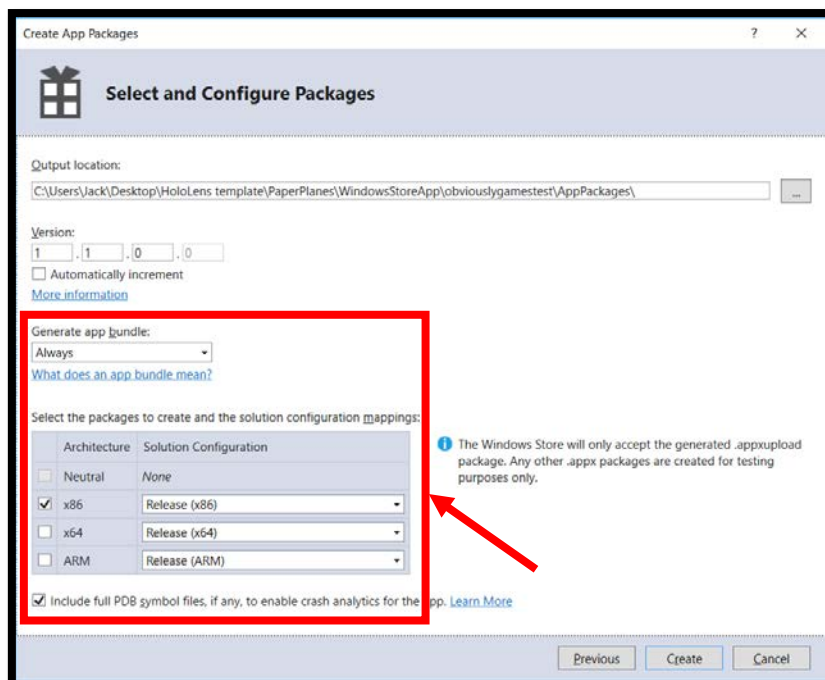 Create App Packages
?
Select and Configure Packages
Output location:
C:\Users\Jack\Desktop\HoloLens template\PaperPlanes\WindowsStoreApp\obviouslygamestest\AppPackages\
...
Version:
1 . 1 . 0 . 0
Automatically increment
More information
Generate app bundle:
Always
What does an app bundle mean?
Select the packages to create and the solution configuration mappings:
Architecture Solution Configuration
Neutral None
x86 Release (x86)
x64 Release (x64)
ARM Release (ARM)
The Windows Store will only accept the generated .appxupload
package. Any other .appx packages are created for testing
purposes only.
Include full PDB symbol files, if any, to enable crash analytics for the pp. Learn More
Previous Create Cancel